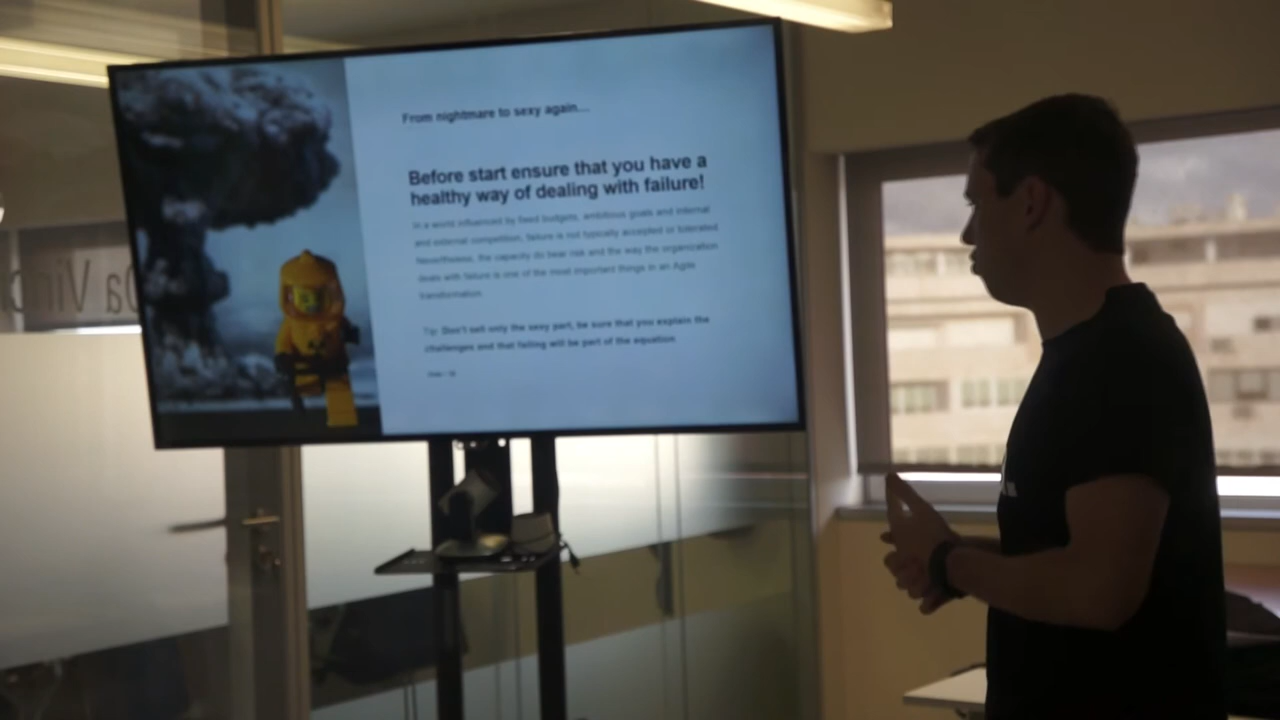 From nightmare to sexy again...
Before start ensure that you have a
healthy way of dealing with failure!
In a world influenced by fixed budgets, ambitious goals and internal
and external competition, failure is not typically accepted or tolerated.
Nevertheless, the capacity do bear risk and the way the organization
deals with failure is one of the most important things in an Agile
transformation.
Tip: Don't sell only the sexy part, be sure that you explain the
challenges and that failing will be part of the equation
Da Vinci